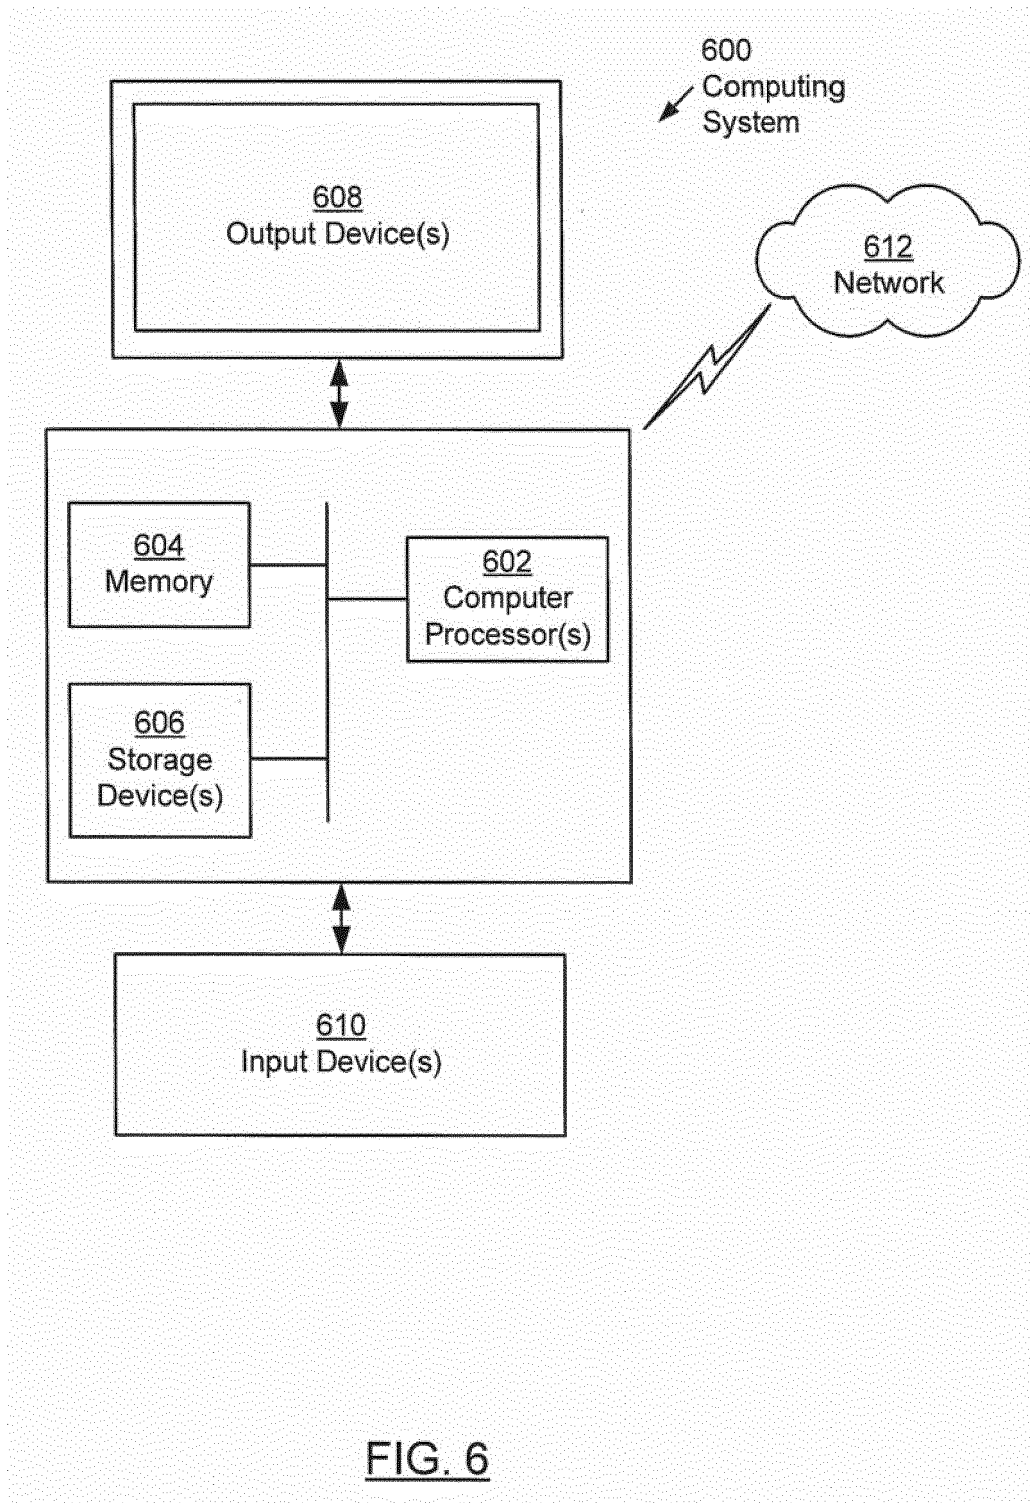 600
Computing
System
608
Output Device(s)
612
Network
604
Memory
602
Computer
Processor(s)
606
Storage
Device(s)
610
Input Device(s)
FIG. 6